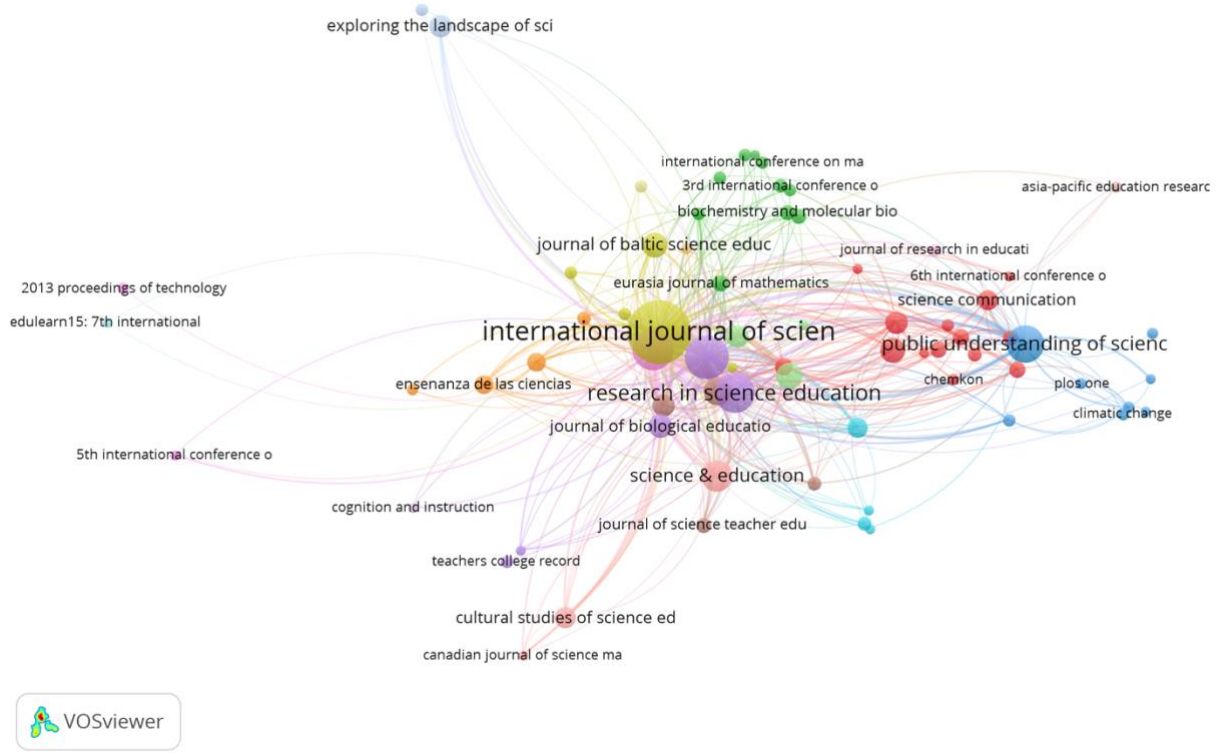 exploring the landscape of sci
international conference on ma
3rd international conference o
asia-pacific education researc
biochemistry and molecular bio
journal of baltic science educ
journal of research in educati
6th international conference o
eurasia journal of mathematics
2013 proceedings of technology
science communication
edulearn15: 7th international
international journal of scien
public understanding of scienc
chemkon
plos one
ensenanza de las ciencias
research in science education
climatic change
journal of biological educatio
5th international conference o
science & education
cognition and instruction
journal of science teacher edu
teachers college record
cultural studies of science ed
canadian journal of science ma
VOSviewer